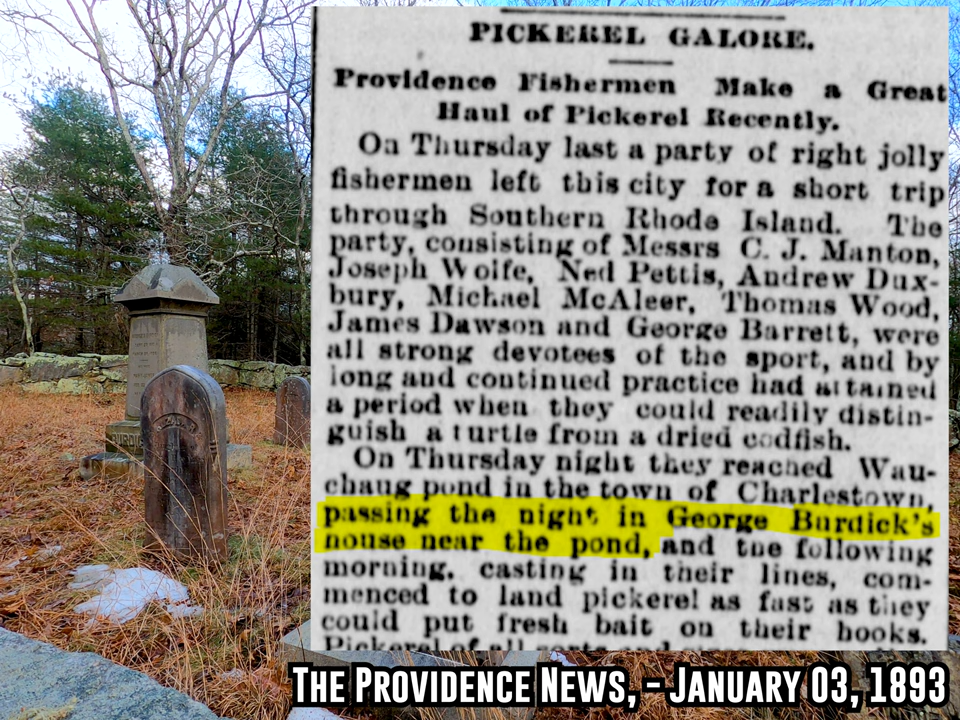 PICKEREL GALORE.
Providence Fishermen Make a Great
Haul of Pickerel Recently.
On Thursday last a party of right jolly
fishermen left this city for a short trip
through Southern Rhode Island. The
party, consisting of Messrs C. J. Manton,
Joseph Wolfe, Ned Pettis, Andrew Dux-
bury, Michael McAleer, Thomas Wood,
James Dawson and George Barrett, were
all strong devotees of the sport, and by
long and continued practice had attained
a period when they could readily distin-
guish a turtle from a dried codfish.
On Thursday night they reached Wau-
chaug pond in the town of Charlestown,
passing the night in George Burdick's
house near the pond, and the following
morning, casting in their lines, com-
menced to land pickerel as fast as they
could put fresh bait on their hooks.
Pickerel of all sorts and
THE PROVIDENCE NEWS, - JANUARY 03, 1893